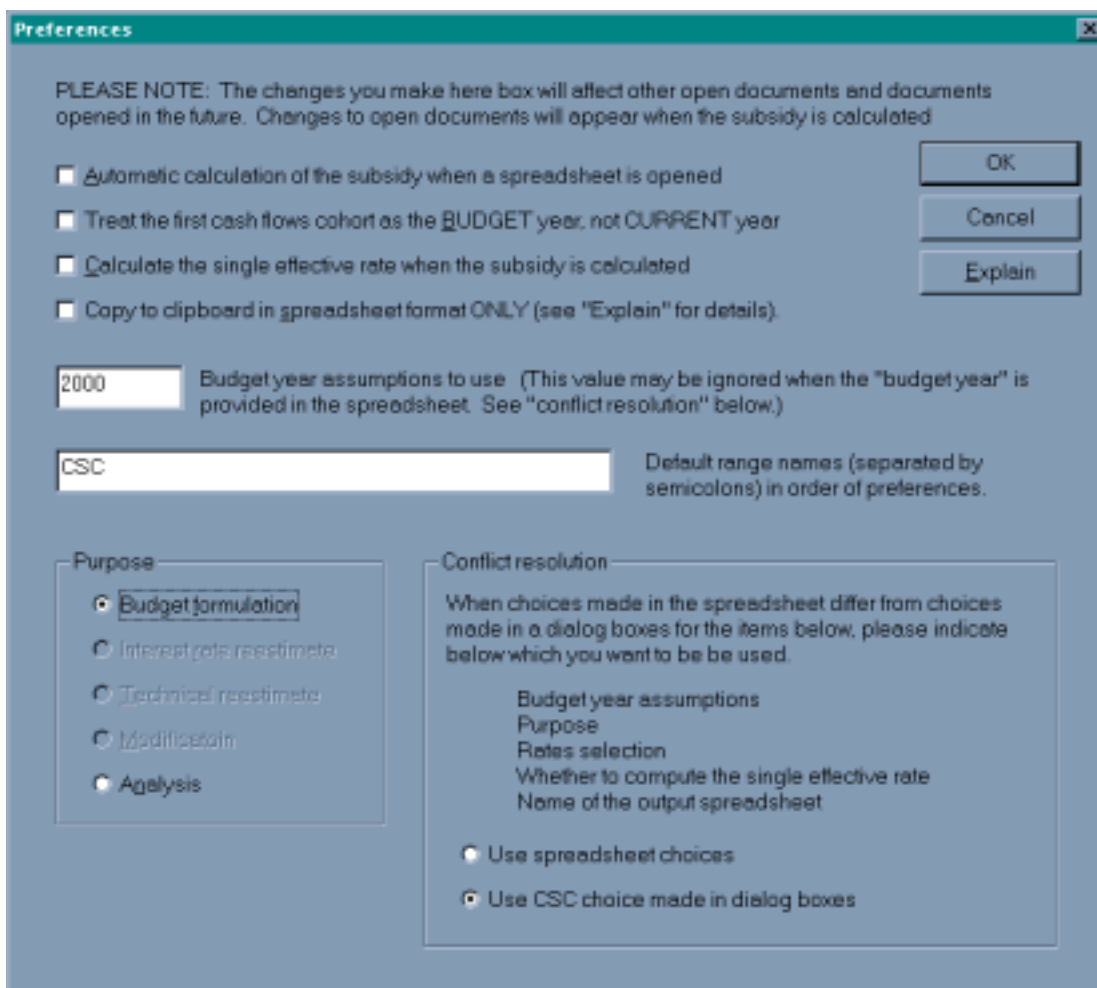 Preferences
PLEASE NOTE: The changes you make here box will affect other open documents and documents
opened in the future. Changes to open documents will appear when the subsidy is calculated
OK
Automatic calculation of the subsidy when a spreadsheet is opened
Treat the first cash flows cohort as the BUDGET year, not CURRENT year
Cancel
Calculate the single effective rate when the subsidy is calculated
Explain
Copy to clipboard in spreadsheet format ONLY (see "Explain" for details).
2000
Budget year assumptions to use (This value may be ignored when the "budget year" is
provided in the spreadsheet. See "conflict resolution" below.)
CSC
Default range names (separated by
semicolons) in order of preferences.
Purpose
Budget formulation
Interest rate reestimate
Technical reestimate
Modificatoin
Analysis
Conflict resolution
When choices made in the spreadsheet differ from choices
made in a dialog boxes for the items below, please indicate
below which you want to be be used.
Budget year assumptions
Purpose
Rates selection
Whether to compute the single effective rate
Name of the output spreadsheet
Use spreadsheet choices
Use CSC choice made in dialog boxes